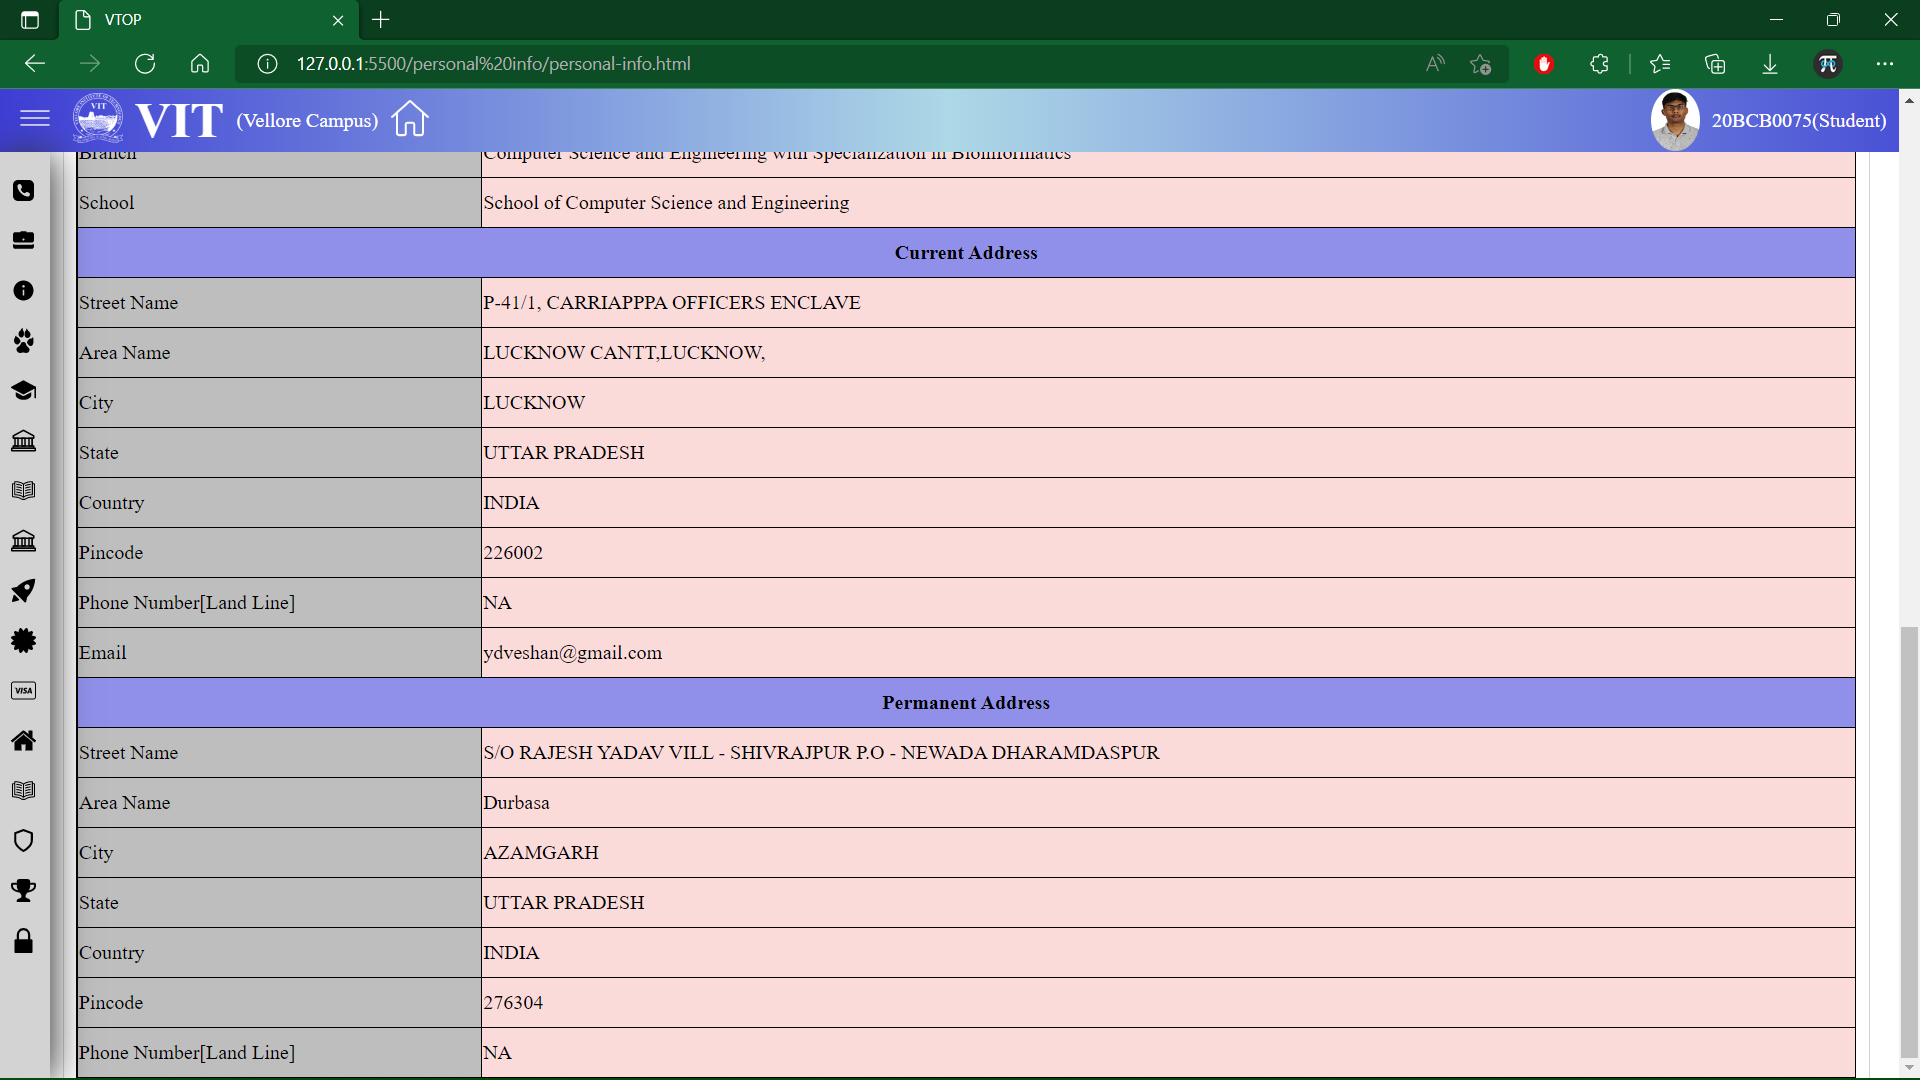 VTOP
127.0.0.1:5500/personal%20info/personal-info.html
VIT (Vellore Campus)
20BCB0075(Student)
Branch Computer Science and Engineering with Specialization in Bioinformatics
School School of Computer Science and Engineering
Current Address
Street Name P-41/1, CARRIAPPPA OFFICERS ENCLAVE
Area Name LUCKNOW CANTT,LUCKNOW,
City LUCKNOW
State UTTAR PRADESH
Country INDIA
Pincode 226002
Phone Number[Land Line] NA
Email ydveshan@gmail.com
Permanent Address
Street Name S/O RAJESH YADAV VILL - SHIVRAJPUR P.O - NEWADA DHARAMDASPUR
Area Name Durbasa
City AZAMGARH
State UTTAR PRADESH
Country INDIA
Pincode 276304
Phone Number[Land Line] NA
VISA